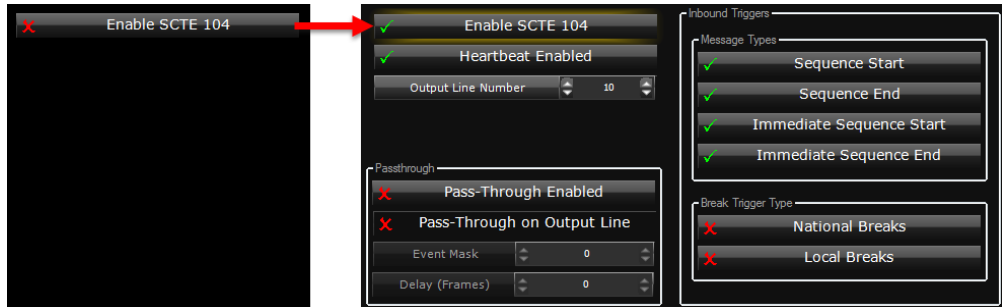 Enable SCTE 104
Enable SCTE 104
Heartbeat Enabled
Output Line Number 10
Passthrough
Pass-Through Enabled
Pass-Through on Output Line
Event Mask 0
Delay (Frames) 0
Inbound Triggers
Message Types
Sequence Start
Sequence End
Immediate Sequence Start
Immediate Sequence End
Break Trigger Type
National Breaks
Local Breaks